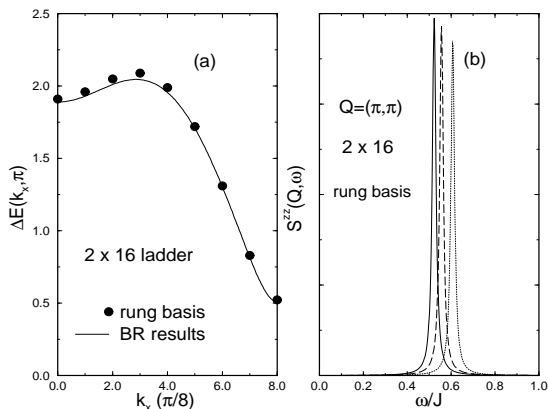 2.5
2.0
1.5
1.0
0.5
0.0
ΔE(kx,π)
(a)
2 x 16 ladder
rung basis
BR results
0.0 2.0 4.0 6.0 8.0
kx (π/8)
S^zz(Q,ω)
(b)
Q=(π,π)
2 x 16
rung basis
0.0 0.2 0.4 0.6 0.8 1.0
ω/J